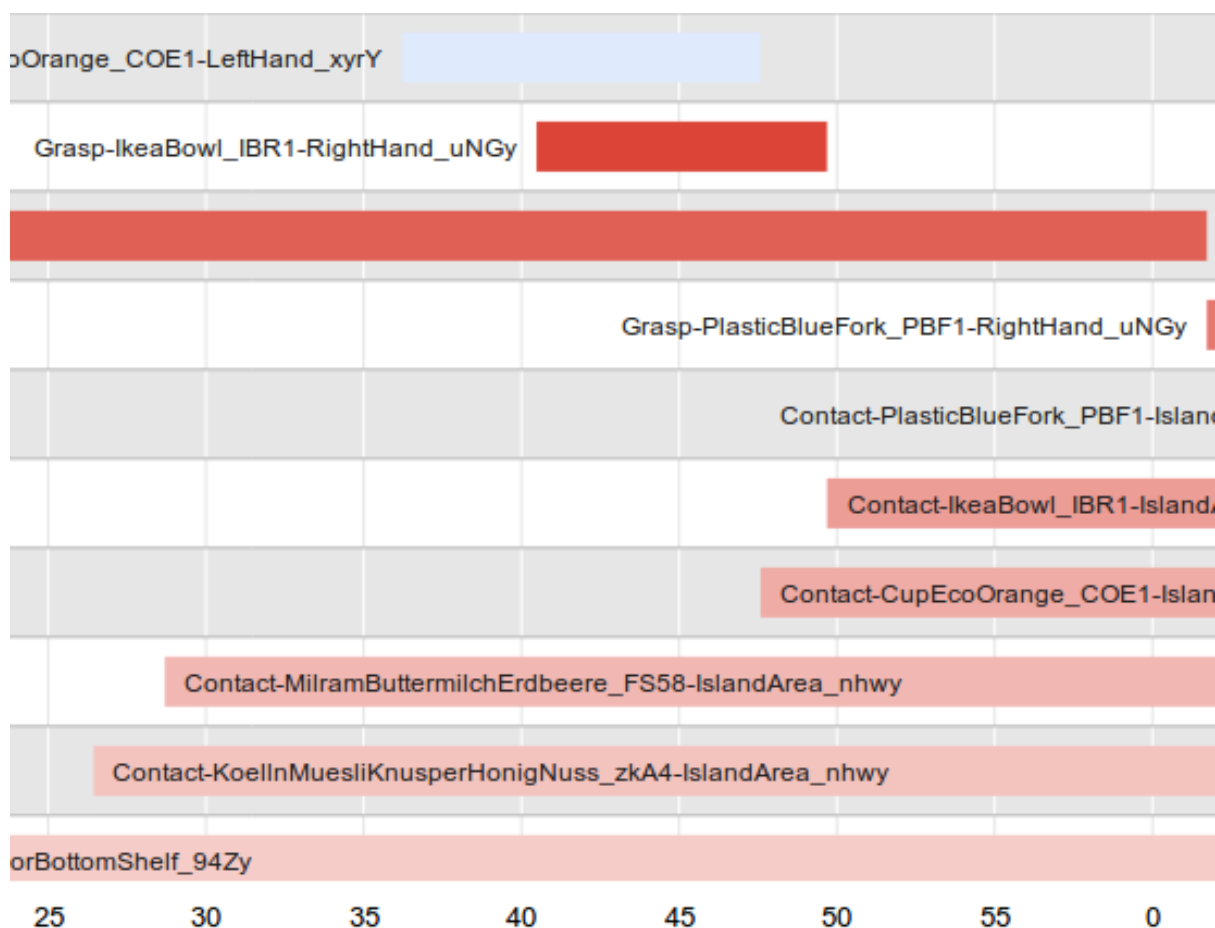 oOrange_COE1-LeftHand_xyrY
Grasp-IkeaBowl_IBR1-RightHand_uNGy
Grasp-PlasticBlueFork_PBF1-RightHand_uNGy
Contact-PlasticBlueFork_PBF1-Island
Contact-IkeaBowl_IBR1-IslandA
Contact-CupEcoOrange_COE1-Islan
Contact-MilramButtermilchErdbeere_FS58-IslandArea_nhwy
Contact-KoellnMuesliKnusperHonigNuss_zkA4-IslandArea_nhwy
orBottomShelf_94Zy
25 30 35 40 45 50 55 0